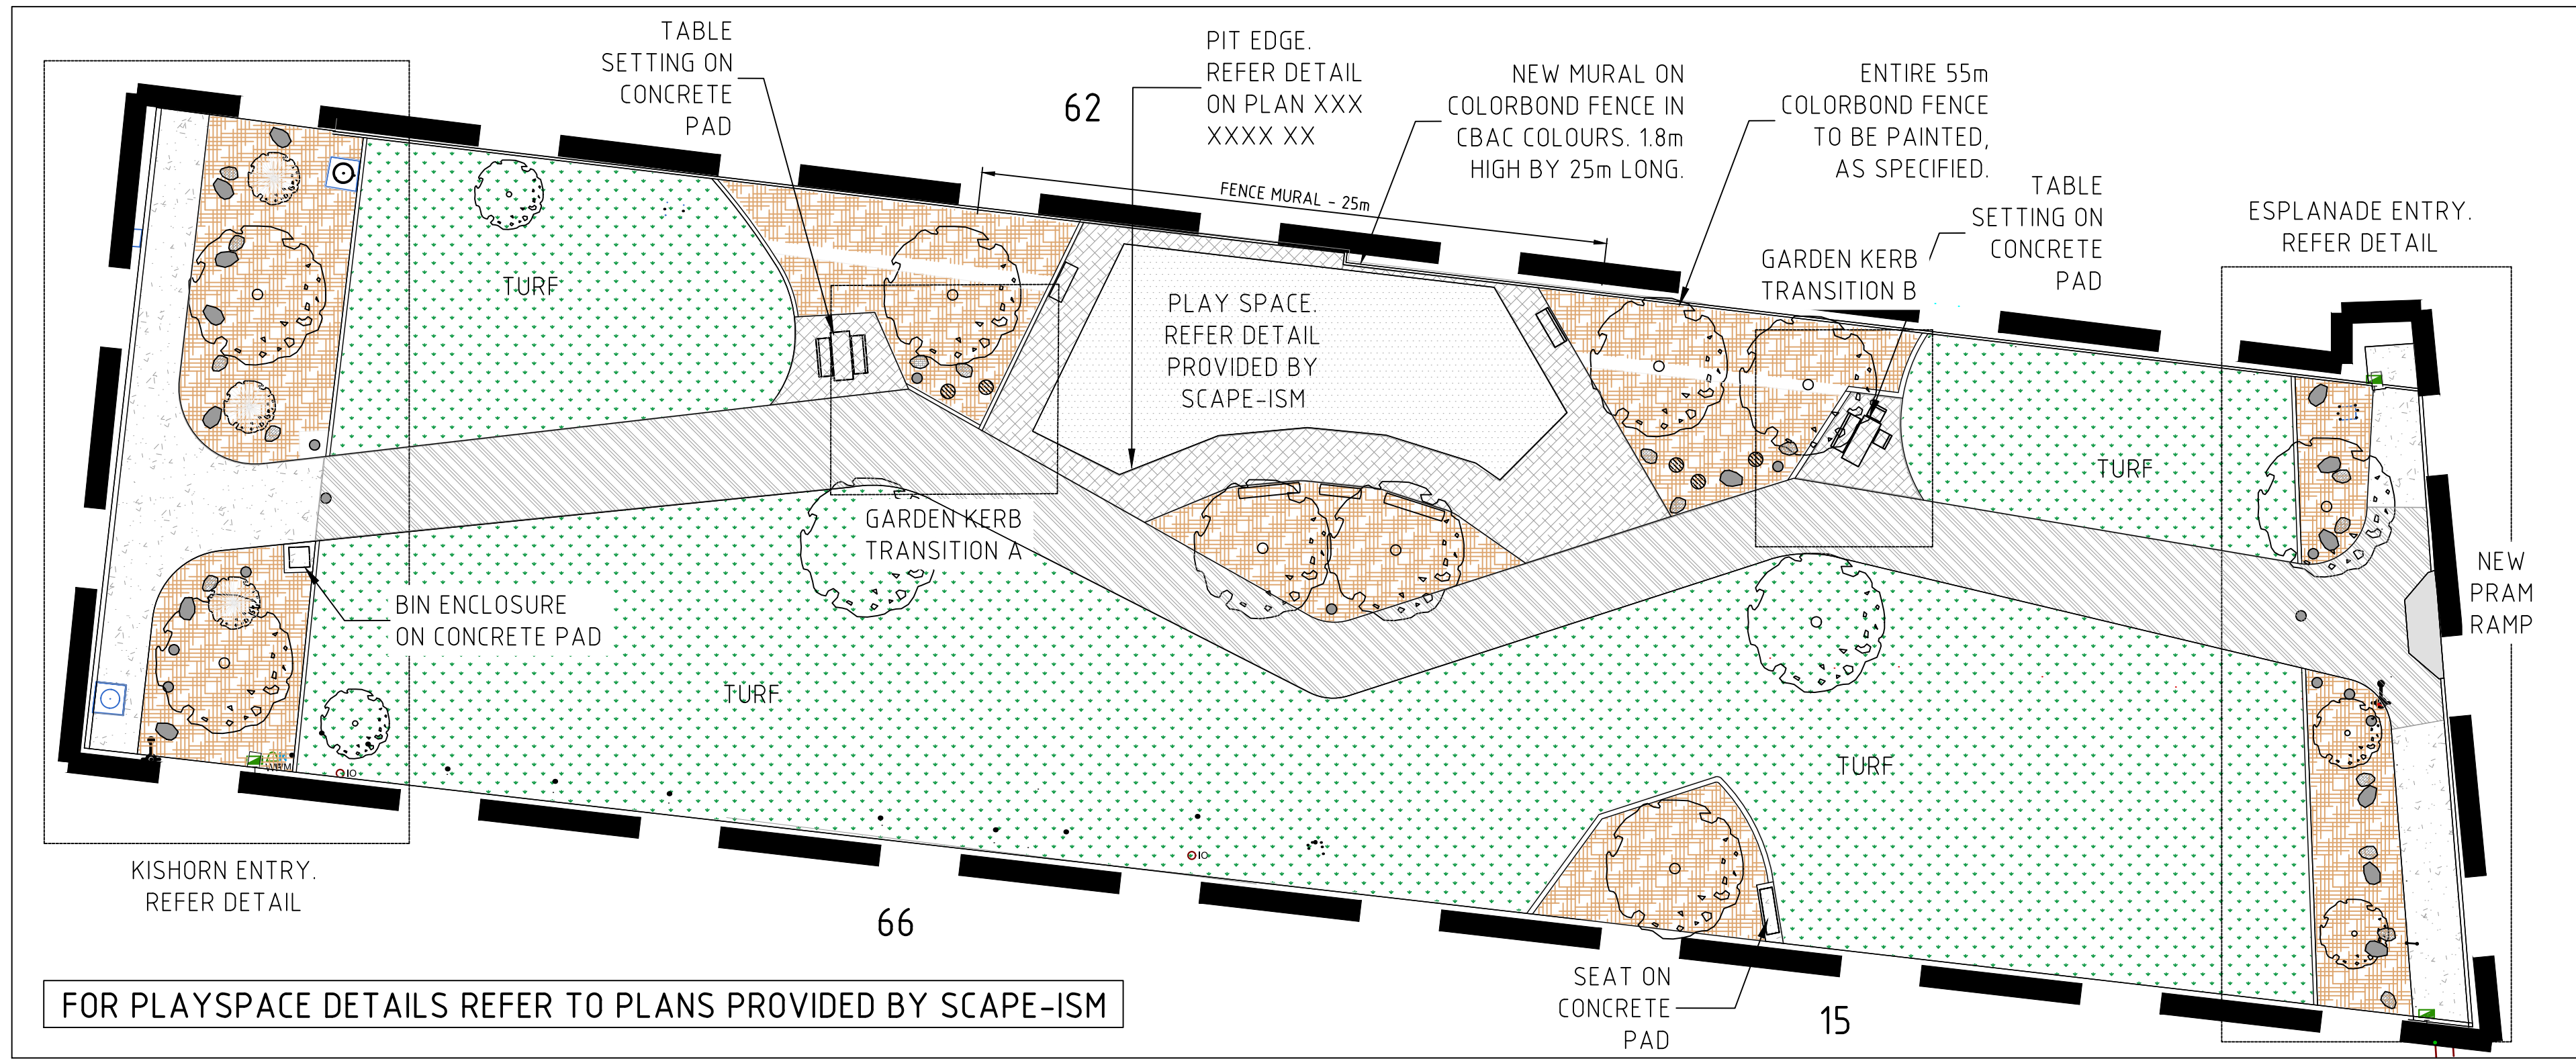 TABLE
SETTING ON
CONCRETE
PAD
62
PIT EDGE.
REFER DETAIL
ON PLAN XXX
XXXX XX
NEW MURAL ON
COLORBOND FENCE IN
CBAC COLOURS. 1.8m
HIGH BY 25m LONG.
ENTIRE 55m
COLORBOND FENCE
TO BE PAINTED,
AS SPECIFIED.
FENCE MURAL - 25m
TABLE
SETTING ON
CONCRETE
PAD
GARDEN KERB
TRANSITION B
ESPLANADE ENTRY.
REFER DETAIL
TURF
PLAY SPACE.
REFER DETAIL
PROVIDED BY
SCAPE-ISM
TURF
GARDEN KERB
TRANSITION A
NEW
PRAM
RAMP
BIN ENCLOSURE
ON CONCRETE PAD
TURF
TURF
IO
IO
KISHORN ENTRY.
REFER DETAIL
66
SEAT ON
CONCRETE
PAD
15
FOR PLAYSPACE DETAILS REFER TO PLANS PROVIDED BY SCAPE-ISM